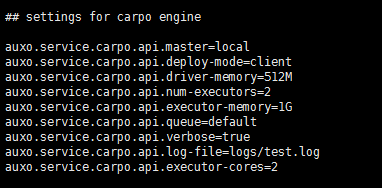 ## settings for carpo engine
auxo.service.carpo.api.master=local
auxo.service.carpo.api.deploy-mode=client
auxo.service.carpo.api.driver-memory=512M
auxo.service.carpo.api.num-executors=2
auxo.service.carpo.api.executor-memory=1G
auxo.service.carpo.api.queue=default
auxo.service.carpo.api.verbose=true
auxo.service.carpo.api.log-file=logs/test.log
auxo.service.carpo.api.executor-cores=2